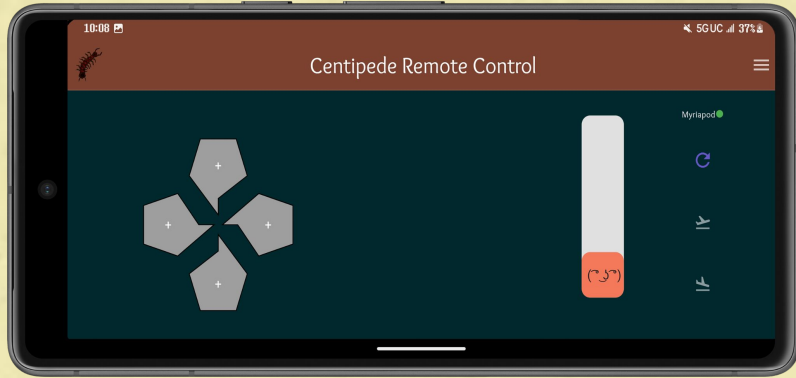 10:08
5GUC 37%
Centipede Remote Control
Myriapod
+
+
+
+
( ͡° ͜ʖ ͡°)